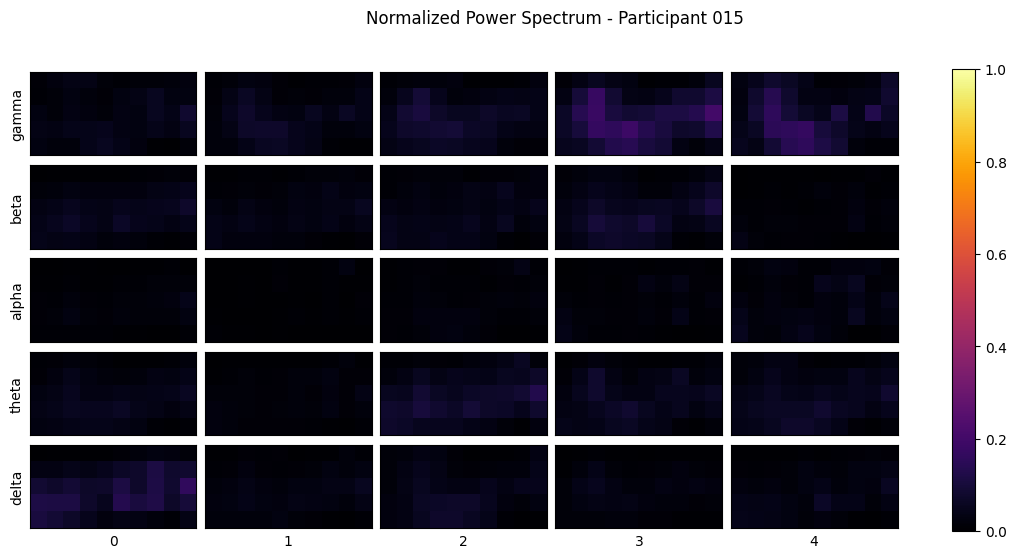 Normalized Power Spectrum - Participant 015
gamma
beta
alpha
theta
delta
0 1 2 3 4
1.0
0.8
0.6
0.4
0.2
0.0